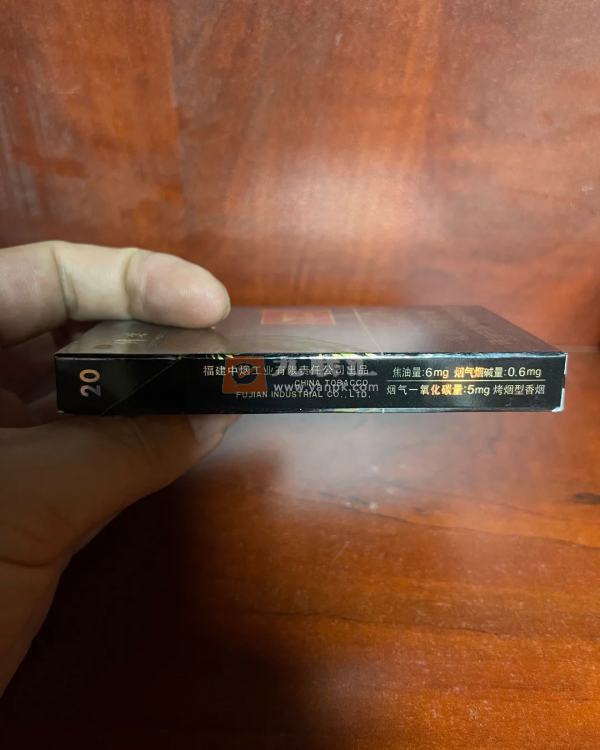 20
福建中烟工业有限责任公司出品
CHINA TOBACCO
FUJIAN INDUSTRIAL CO., LTD.
焦油量:6mg 烟气烟碱量:0.6mg
烟气一氧化碳量:5mg 烤烟型香烟
www.yanpk.com